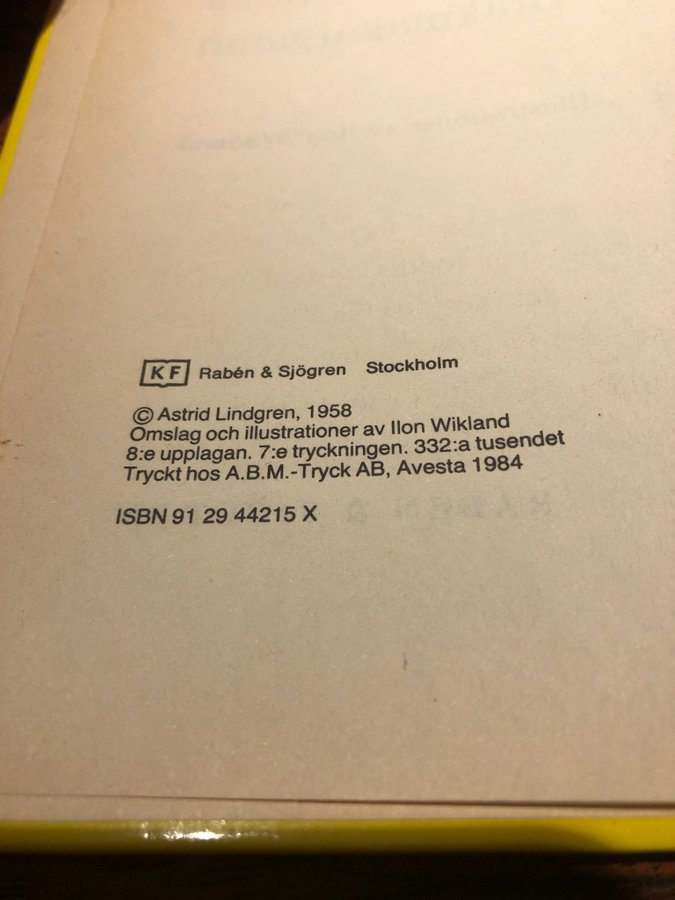 KF Rabén & Sjögren Stockholm
© Astrid Lindgren, 1958
Omslag och illustrationer av Ilon Wikland
8:e upplagan. 7:e tryckningen. 332:a tusendet
Tryckt hos A.B.M.-Tryck AB, Avesta 1984
ISBN 91 29 44215 X